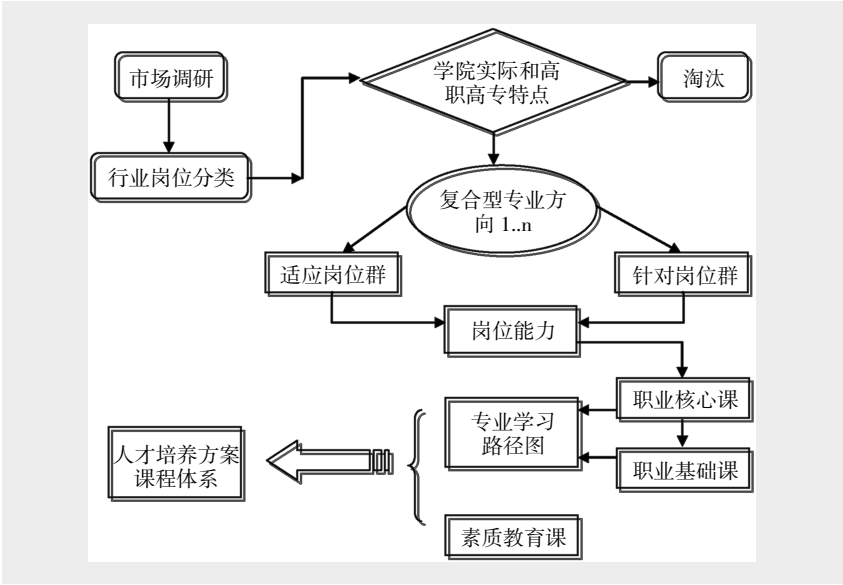 市场调研
学院实际和高
职高专特点
淘汰
行业岗位分类
复合型专业方
向 1..n
适应岗位群
针对岗位群
岗位能力
职业核心课
专业学习
路径图
人才培养方案
课程体系
职业基础课
素质教育课